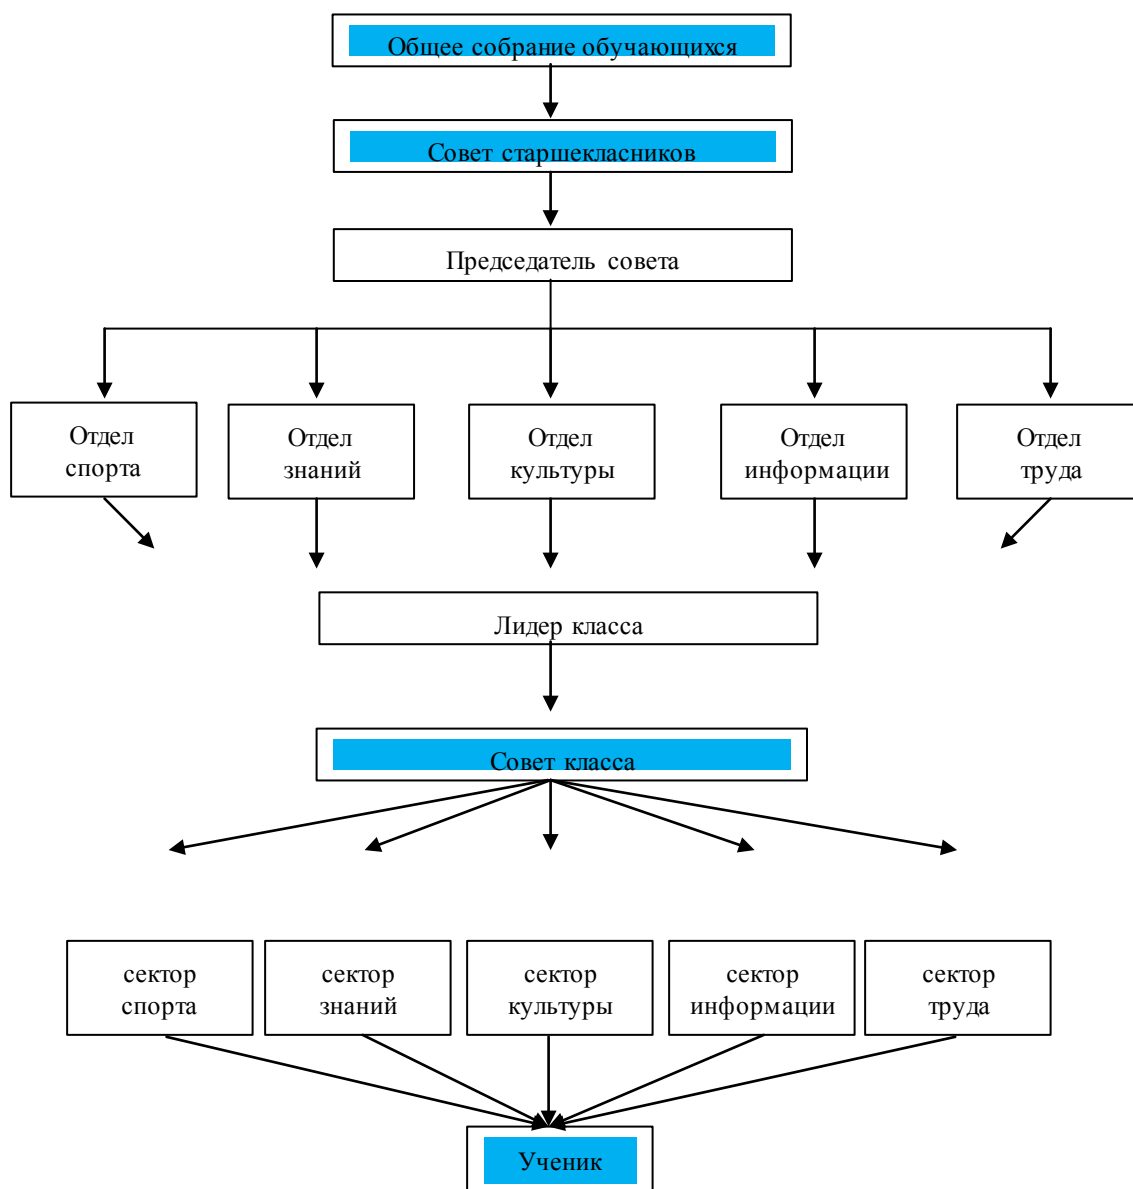 Общее собрание обучающихся
Совет старшекласников
Председатель совета
Отдел
спорта
Отдел
знаний
Отдел
культуры
Отдел
информации
Отдел
труда
Лидер класса
Совет класса
сектор
спорта
сектор
знаний
сектор
культуры
сектор
информации
сектор
труда
Ученик